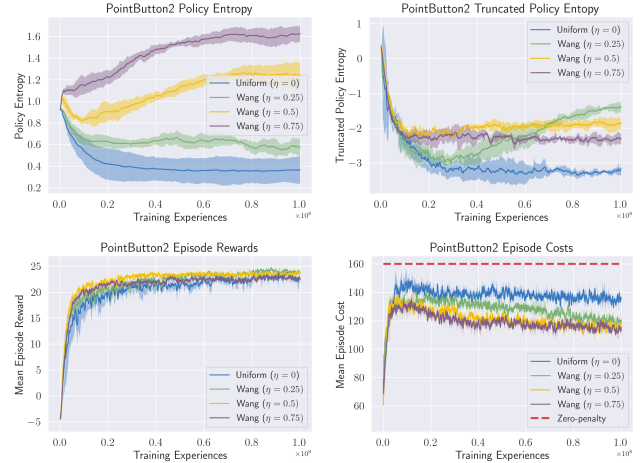 PointButton2 Policy Entropy
Policy Entropy
1.6
1.4
1.2
1.0
0.8
0.6
0.4
0.2
Uniform (η = 0)
Wang (η = 0.25)
Wang (η = 0.5)
Wang (η = 0.75)
0.0 0.2 0.4 0.6 0.8 1.0
Training Experiences
×10⁸
PointButton2 Truncated Policy Entropy
Truncated Policy Entropy
1
0
−1
−2
−3
Uniform (η = 0)
Wang (η = 0.25)
Wang (η = 0.5)
Wang (η = 0.75)
0.0 0.2 0.4 0.6 0.8 1.0
Training Experiences
×10⁸
PointButton2 Episode Rewards
Mean Episode Reward
25
20
15
10
5
0
−5
Uniform (η = 0)
Wang (η = 0.25)
Wang (η = 0.5)
Wang (η = 0.75)
0.0 0.2 0.4 0.6 0.8 1.0
Training Experiences
×10⁸
PointButton2 Episode Costs
Mean Episode Cost
160
140
120
100
80
60
Uniform (η = 0)
Wang (η = 0.25)
Wang (η = 0.5)
Wang (η = 0.75)
Zero-penalty
0.0 0.2 0.4 0.6 0.8 1.0
Training Experiences
×10⁸